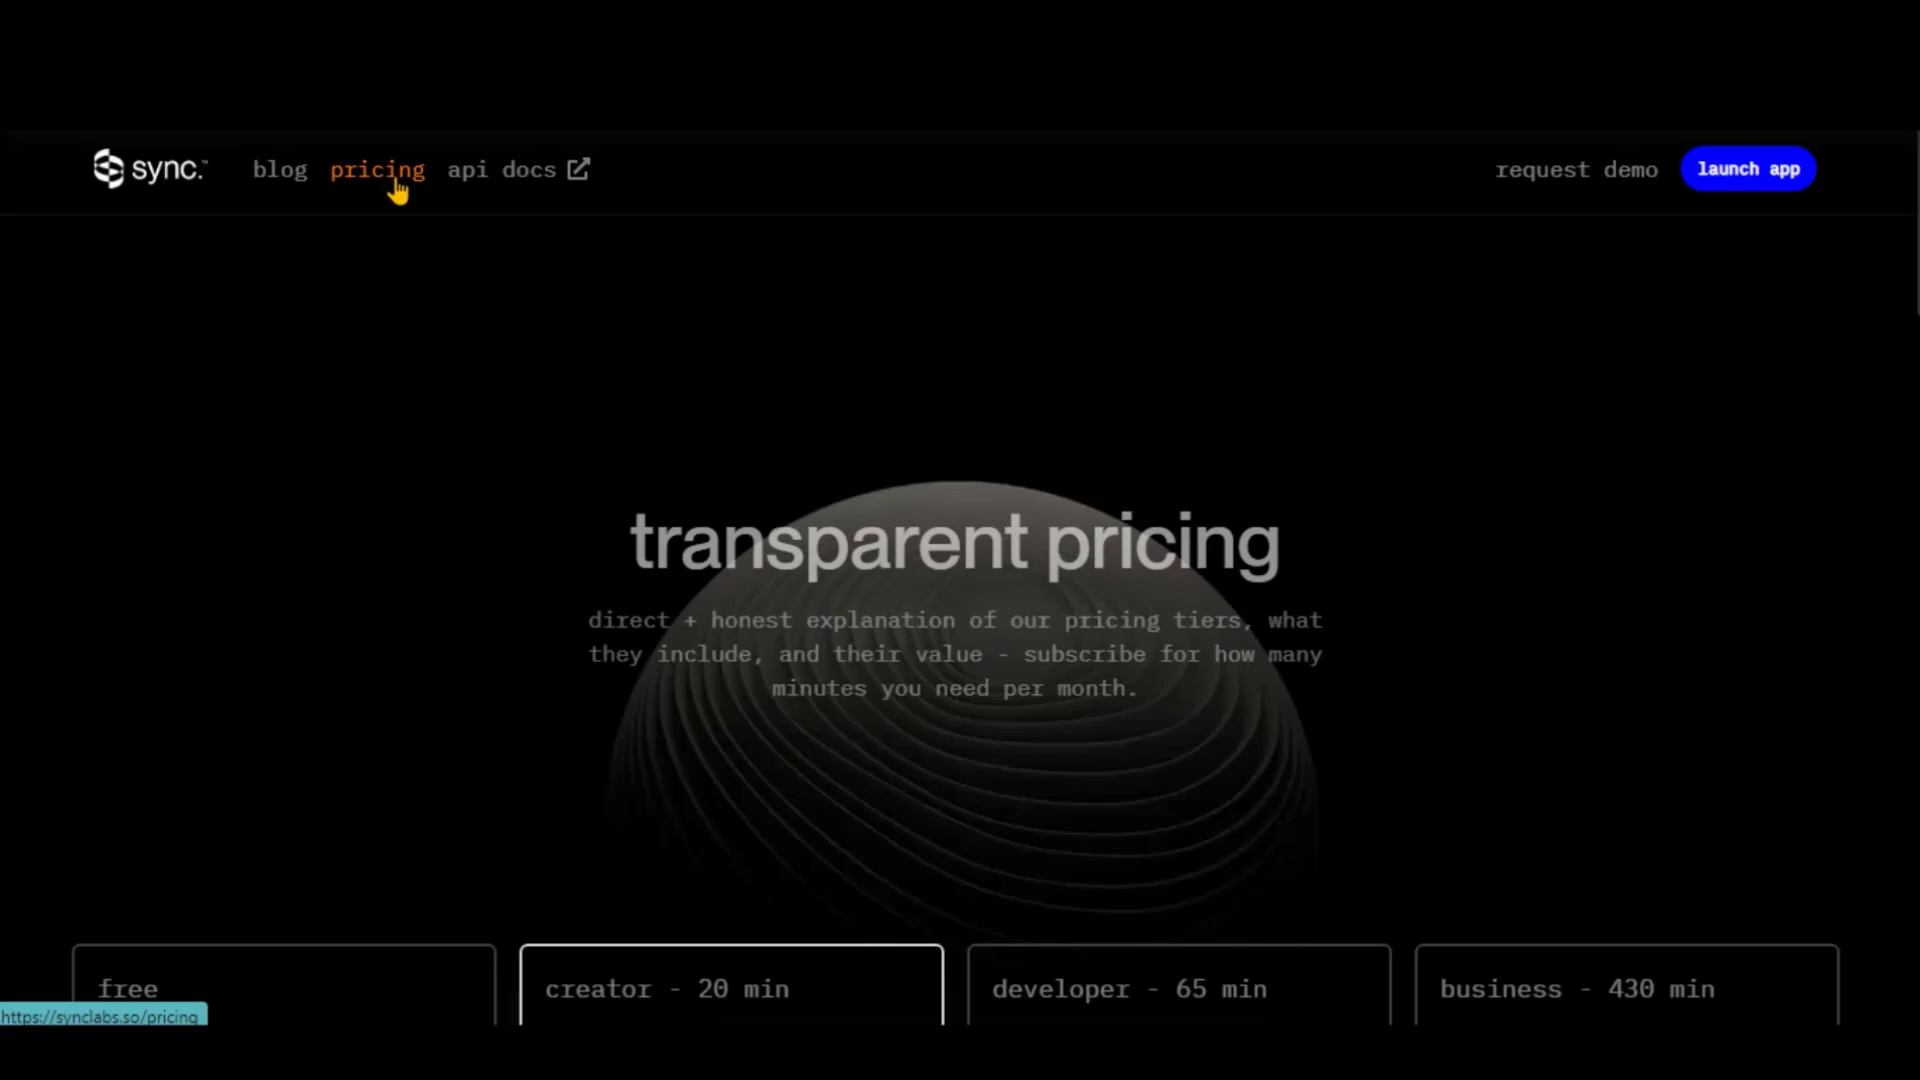 sync.™
blog pricing api docs
request demo launch app
transparent pricing
direct + honest explanation of our pricing tiers, what
they include, and their value - subscribe for how many
minutes you need per month.
free
creator - 20 min
developer - 65 min
business - 430 min
https://synclabs.so/pricing